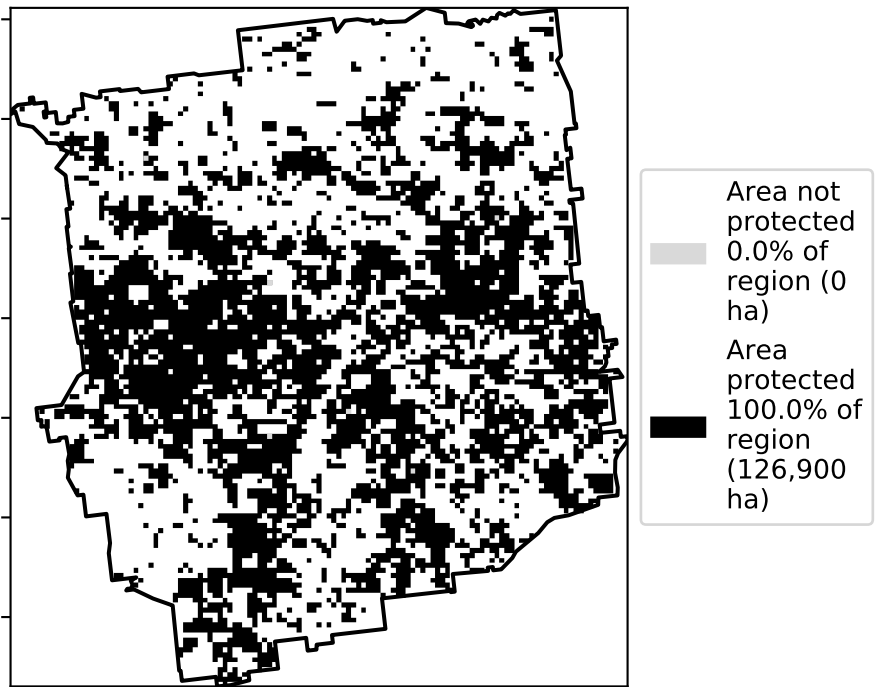 Area not
protected
0.0% of
region (0
ha)
Area
protected
100.0% of
region
(126,900
ha)